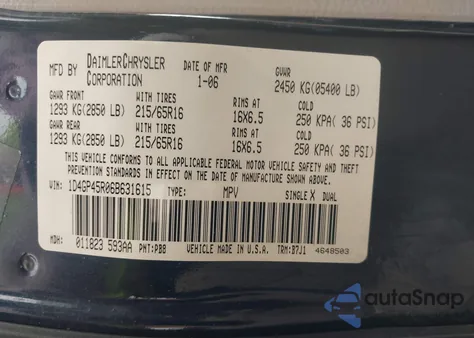 MFD BY DAIMLERCHRYSLER CORPORATION DATE OF MFR 1-06 GVWR 2450 KG(05400 LB)
GAWR FRONT WITH TIRES RIMS AT COLD
1293 KG(2850 LB) 215/65R16 16X6.5 250 KPA( 36 PSI)
GAWR REAR WITH TIRES RIMS AT COLD
1293 KG(2850 LB) 215/65R16 16X6.5 250 KPA( 36 PSI)
THIS VEHICLE CONFORMS TO ALL APPLICABLE FEDERAL MOTOR VEHICLE SAFETY AND THEFT
PREVENTION STANDARDS IN EFFECT ON THE DATE OF MANUFACTURE SHOWN ABOVE.
VIN: 1D4GP45R06B631615 TYPE: MPV SINGLE X DUAL
MDH: 011823 593AA PNT:PB8 VEHICLE MADE IN U.S.A. TRM:B7J1 4648503
autoSnap